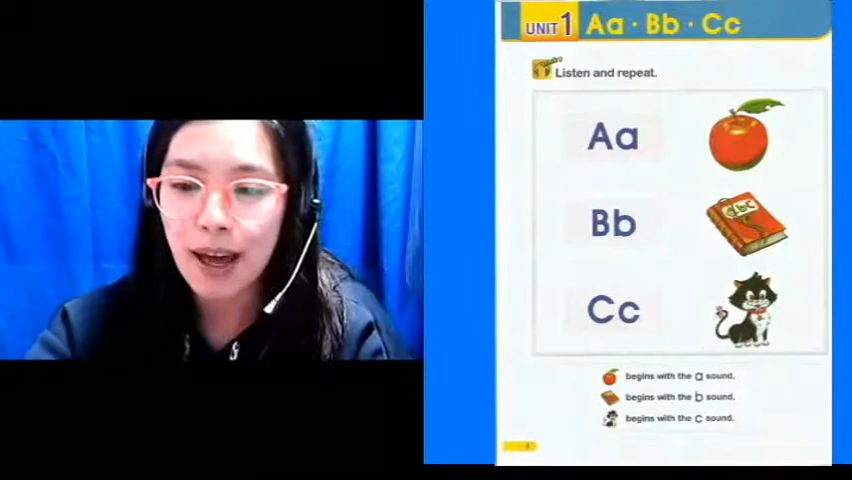 UNIT 1 Aa · Bb · Cc
Listen and repeat.
Aa
Bb
abc
Cc
begins with the a sound.
begins with the b sound.
begins with the c sound.